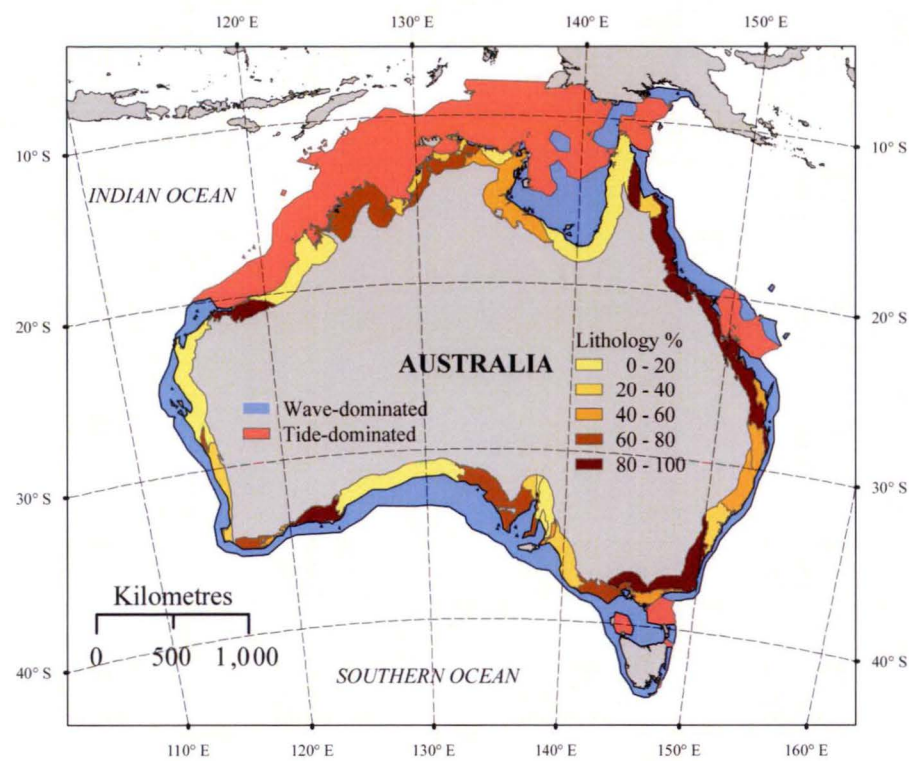 120° E
130° E
140° E
150° E
10° S
10° S
INDIAN OCEAN
20° S
20° S
Lithology %
AUSTRALIA
0 - 20
20 - 40
Wave-dominated
40 - 60
Tide-dominated
60 - 80
80 - 100
30° S
30° S
Kilometres
0 500 1,000
40° S
40° S
SOUTHERN OCEAN
110° E
120° E
130° E
140° E
150° E
160° E